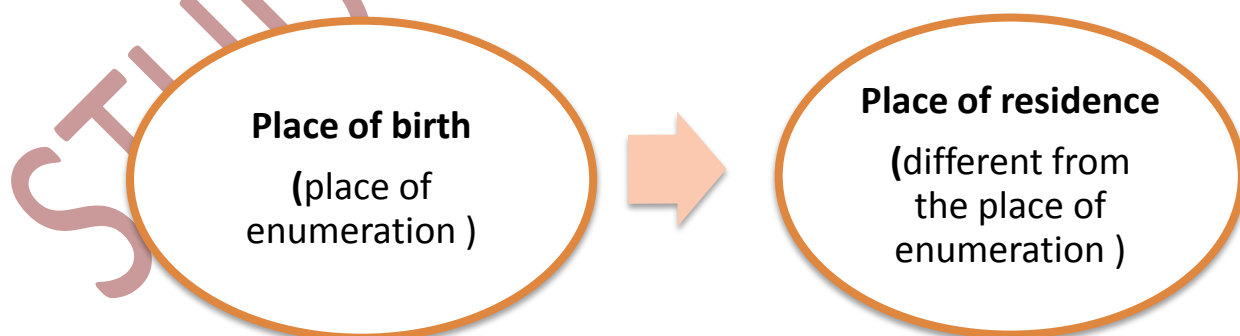 Place of birth
(place of
enumeration )
Place of residence
(different from
the place of
enumeration )